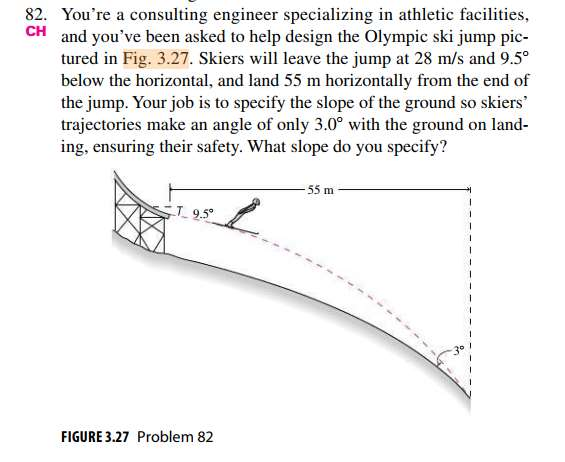 82. You're a consulting engineer specializing in athletic facilities,
CH and you've been asked to help design the Olympic ski jump pic-
tured in Fig. 3.27. Skiers will leave the jump at 28 m/s and 9.5°
below the horizontal, and land 55 m horizontally from the end of
the jump. Your job is to specify the slope of the ground so skiers'
trajectories make an angle of only 3.0° with the ground on land-
ing, ensuring their safety. What slope do you specify?
55 m
9.5°
3°
FIGURE 3.27 Problem 82